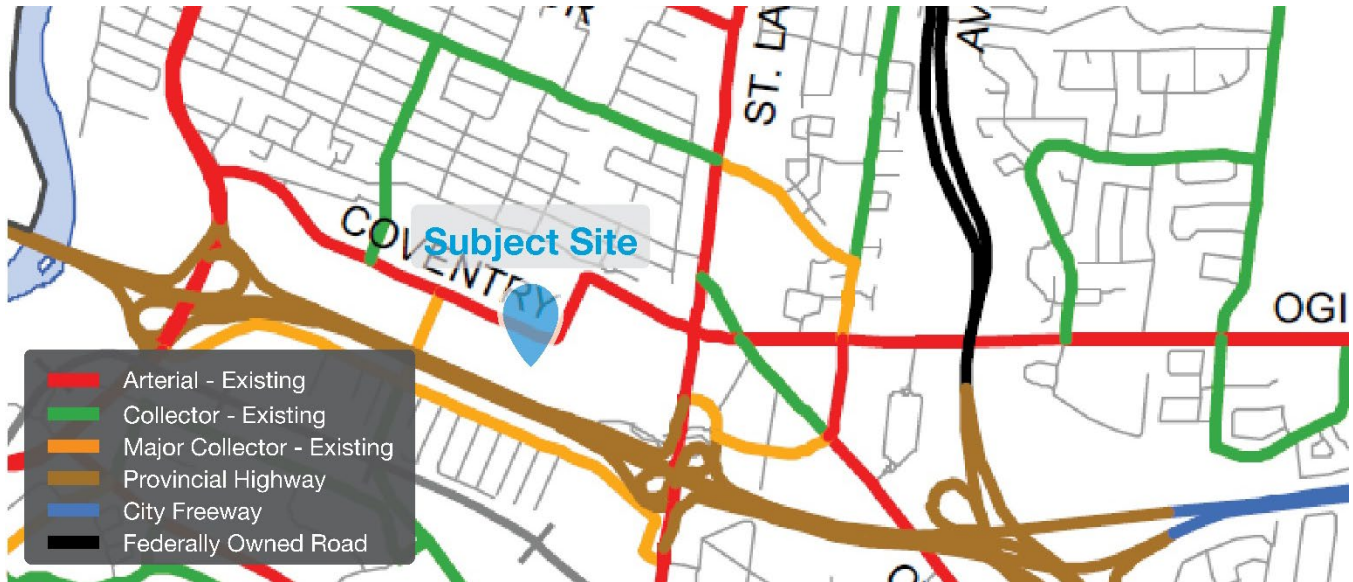 ST. LA
AV
COVENTRY
Subject Site
OGI
Arterial - Existing
Collector - Existing
Major Collector - Existing
Provincial Highway
City Freeway
Federally Owned Road